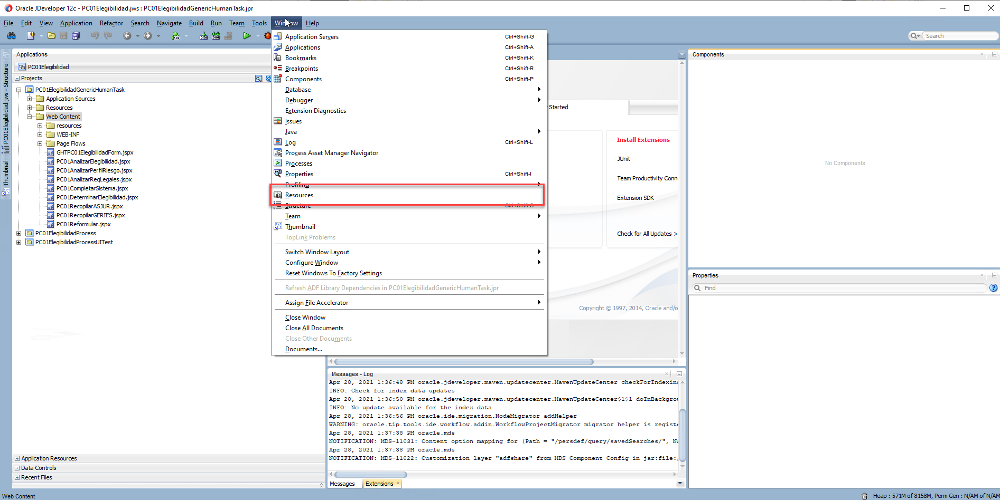 Oracle JDeveloper 12c - PC01Elegibilidad.jws : PC01ElegibilidadGenericHumanTask.jpr
File Edit View Application Refactor Search Navigate Build Run Team Tools Window Help
Search
PC01Elegibilidad.jws - Structure
Thumbnail
Applications
PC01Elegibilidad
Projects
PC01ElegibilidadGenericHumanTask
Application Sources
Resources
Web Content
resources
WEB-INF
Page Flows
GHTPC01ElegibilidadForm.jspx
PC01AnalizarElegibilidad.jspx
PC01AnalizarPerfilRiesgo.jspx
PC01AnalizarReqLegales.jspx
PC01CompletarSistema.jspx
PC01DeterminarElegibilidad.jspx
PC01RecopilarASJUR.jspx
PC01RecopilarGERIES.jspx
PC01Reformular.jspx
PC01ElegibilidadProcess
PC01ElegibilidadProcessUITest
Application Resources
Data Controls
Recent Files
Application Servers Ctrl+Shift-G
Applications Ctrl+Shift-A
Bookmarks Ctrl+Shift-K
Breakpoints Ctrl+Shift-R
Components Ctrl+Shift-P
Database
Debugger
Extension Diagnostics
Issues
Java
Log Ctrl+Shift-L
Process Asset Manager Navigator
Processes
Properties Ctrl+Shift-I
Profiling
Resources
Structure Ctrl+Shift-S
Team
Thumbnail
TopLink Problems
Switch Window Layout
Configure Window
Reset Windows To Factory Settings
Refresh ADF Library Dependencies in PC01ElegibilidadGenericHumanTask.jpr
Assign File Accelerator
Close Window
Close All Documents
Close Other Documents
Documents...
Started
Install Extensions
JUnit
Team Productivity Conn
Extension SDK
Check for All Updates >
Copyright © 1997, 2014, Oracle and/o
Messages - Log
Apr 28, 2021 1:36:48 PM oracle.jdeveloper.maven.updatecenter.MavenUpdateCenter checkForIndexing
INFO: Check for index data updates
Apr 28, 2021 1:36:50 PM oracle.jdeveloper.maven.updatecenter.MavenUpdateCenter$1$1 doInBackgrou
INFO: No update available for the index data
Apr 28, 2021 1:36:56 PM oracle.ide.migration.NodeMigrator addHelper
WARNING: oracle.tip.tools.ide.workflow.addin.WorkflowProjectMigrator migrator helper is registe
Apr 28, 2021 1:37:38 PM oracle.mds
NOTIFICATION: MDS-11031: Content option mapping for (Path = "/persdef/query/savedSearches/", Na
Apr 28, 2021 1:37:38 PM oracle.mds
NOTIFICATION: MDS-11022: Customization layer "adfshare" from MDS Component Config in jar:file:/
Messages Extensions
Components
No Components
Properties
Find
Web Content
Heap : 571M of 8158M, Perm Gen : N/AM of N/AM